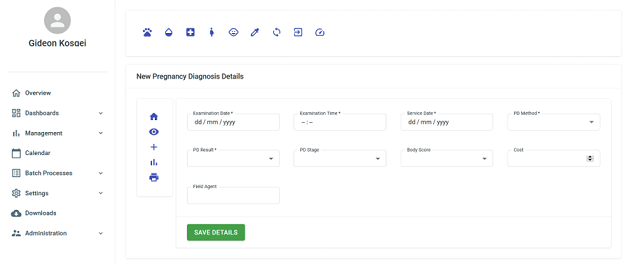 Gideon Kosgei
Overview
Dashboards
Management
Calendar
Batch Processes
Settings
Downloads
Administration
New Pregnancy Diagnosis Details
Examination Date *
dd / mm / yyyy
Examination Time *
-- : --
Service Date *
dd / mm / yyyy
PD Method *
PD Result *
PD Stage
Body Score
Cost
Field Agent
SAVE DETAILS